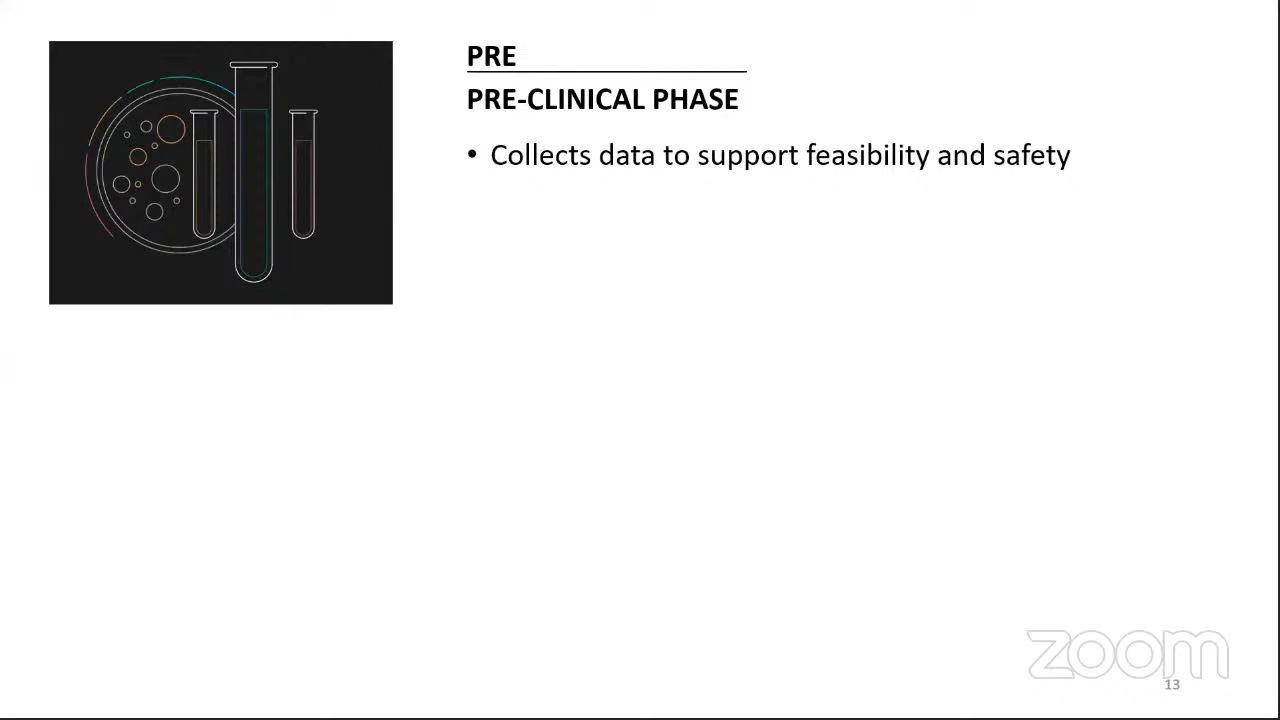 PRE
PRE-CLINICAL PHASE
• Collects data to support feasibility and safety
zoom
13